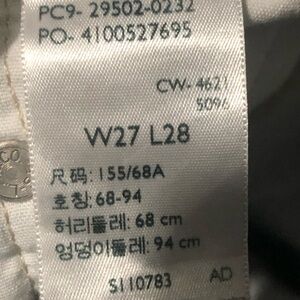 PC9- 29502-0232
PO- 4100527695
CW- 4621
5096
W27 L28
尺码: 155/68A
호칭: 68-94
허리둘레: 68 cm
엉덩이둘레: 94 cm
S110783 AD